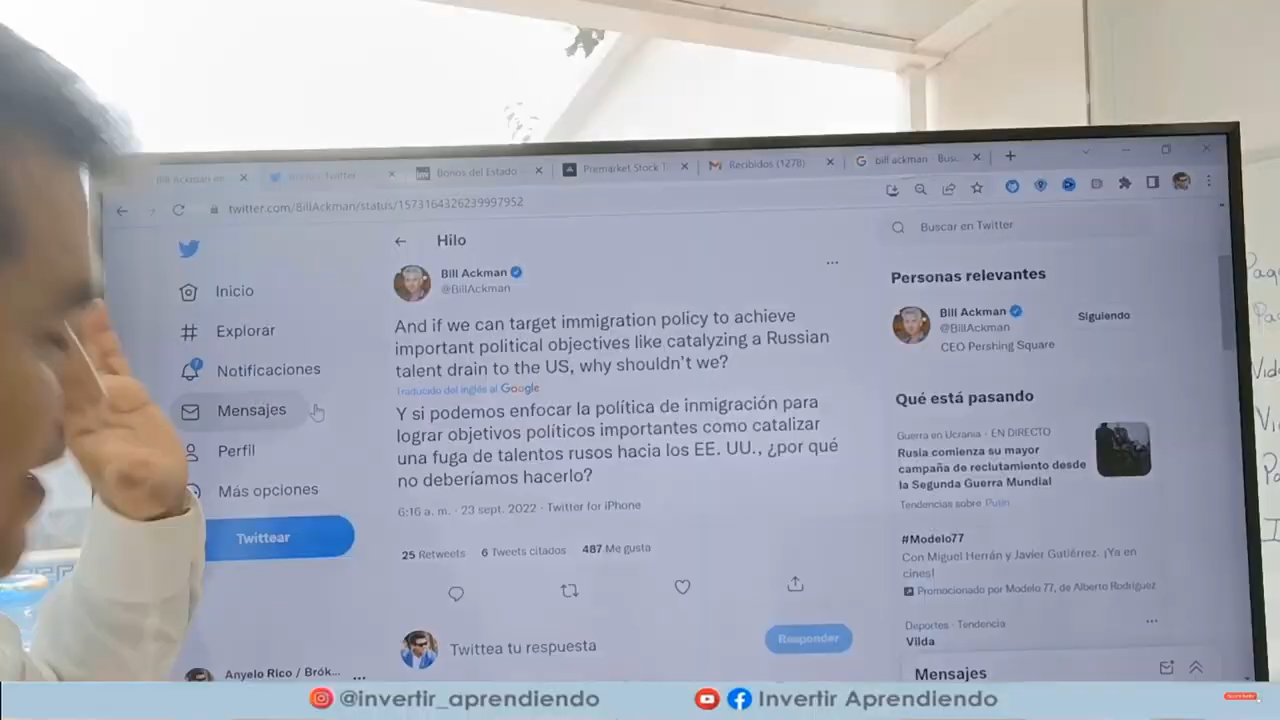 Bill Ackman en
Bonos del Estado
Premarket Stock T
Recibidos (1278)
bill ackman - Bus
twitter.com/BillAckman/status/1573164326239997952
Hilo
Buscar en Twitter
Inicio
Explorar
Notificaciones
Mensajes
Perfil
Más opciones
Twittear
Anyelo Rico / Brók...
Bill Ackman
@BillAckman
And if we can target immigration policy to achieve
important political objectives like catalyzing a Russian
talent drain to the US, why shouldn't we?
Traducido del inglés al Google
Y si podemos enfocar la política de inmigración para
lograr objetivos políticos importantes como catalizar
una fuga de talentos rusos hacia los EE. UU., ¿por qué
no deberíamos hacerlo?
6:16 a. m. · 23 sept. 2022 · Twitter for iPhone
25 Retweets 6 Tweets citados 487 Me gusta
Twittea tu respuesta
Responder
Personas relevantes
Bill Ackman
@BillAckman
Siguiendo
CEO Pershing Square
Qué está pasando
Guerra en Ucrania · EN DIRECTO
Rusia comienza su mayor
campaña de reclutamiento desde
la Segunda Guerra Mundial
Tendencias sobre Putin
#Modelo77
Con Miguel Herrán y Javier Gutiérrez. ¡Ya en
cines!
Promocionado por Modelo 77, de Alberto Rodríguez
Deportes · Tendencia
Vilda
Mensajes
@invertir_aprendiendo
Invertir Aprendiendo